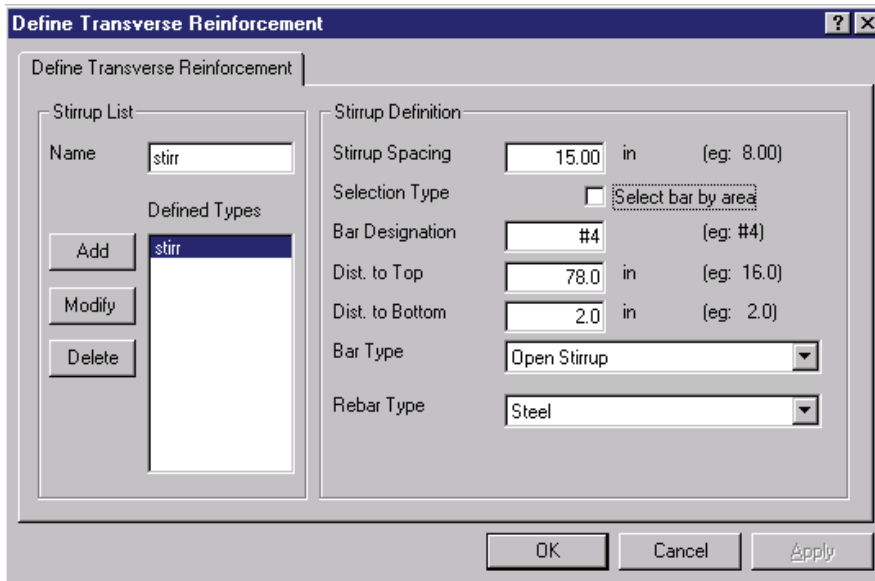 Define Transverse Reinforcement ? X
Define Transverse Reinforcement
Stirrup List
Name stirr
Defined Types
stirr
Add
Modify
Delete
Stirrup Definition
Stirrup Spacing 15.00 in (eg: 8.00)
Selection Type Select bar by area
Bar Designation #4 (eg: #4)
Dist. to Top 78.0 in (eg: 16.0)
Dist. to Bottom 2.0 in (eg: 2.0)
Bar Type Open Stirrup
Rebar Type Steel
OK Cancel Apply